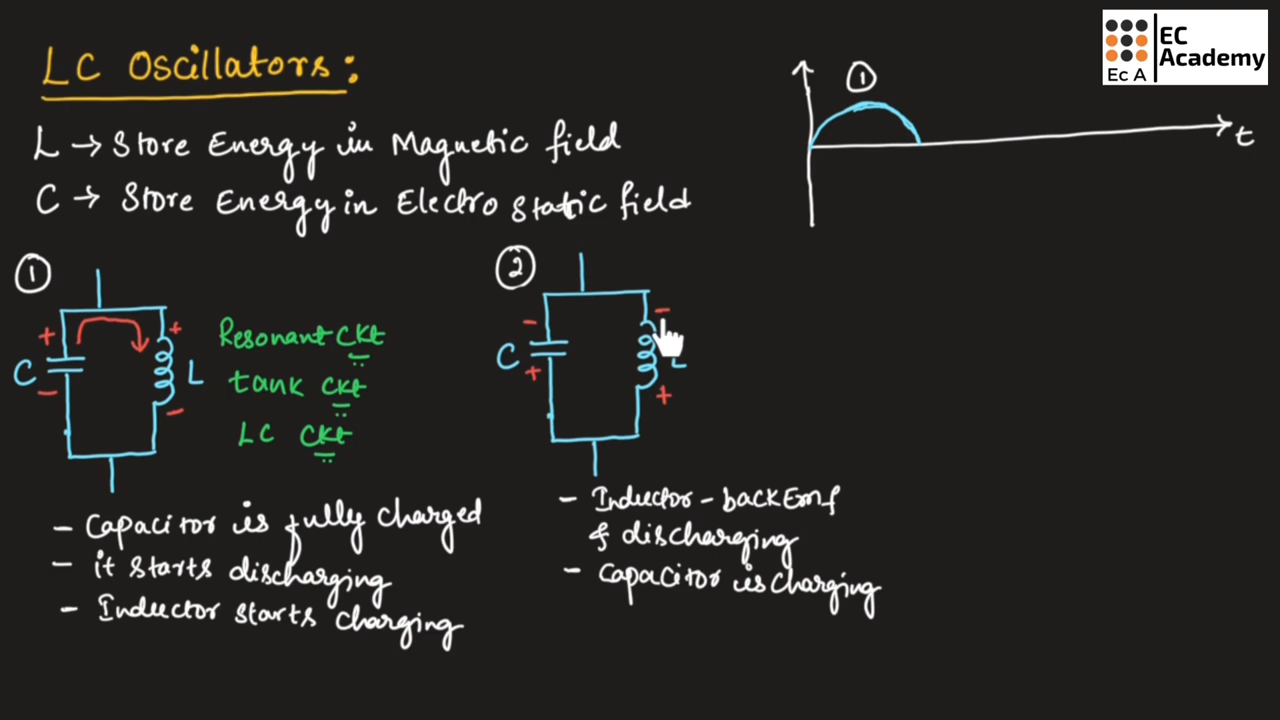 LC Oscillators:
L → Store Energy in Magnetic field
C → Store Energy in Electro static field
EC
Academy
Ec A
①
t
①
+
+
C
L
−
−
Resonant Ckt
tank Ckt
LC Ckt
②
−
−
C
L
+
+
- Capacitor is fully charged
- it starts discharging
- Inductor starts charging
- Inductor - back Emf
& discharging
- Capacitor is charging